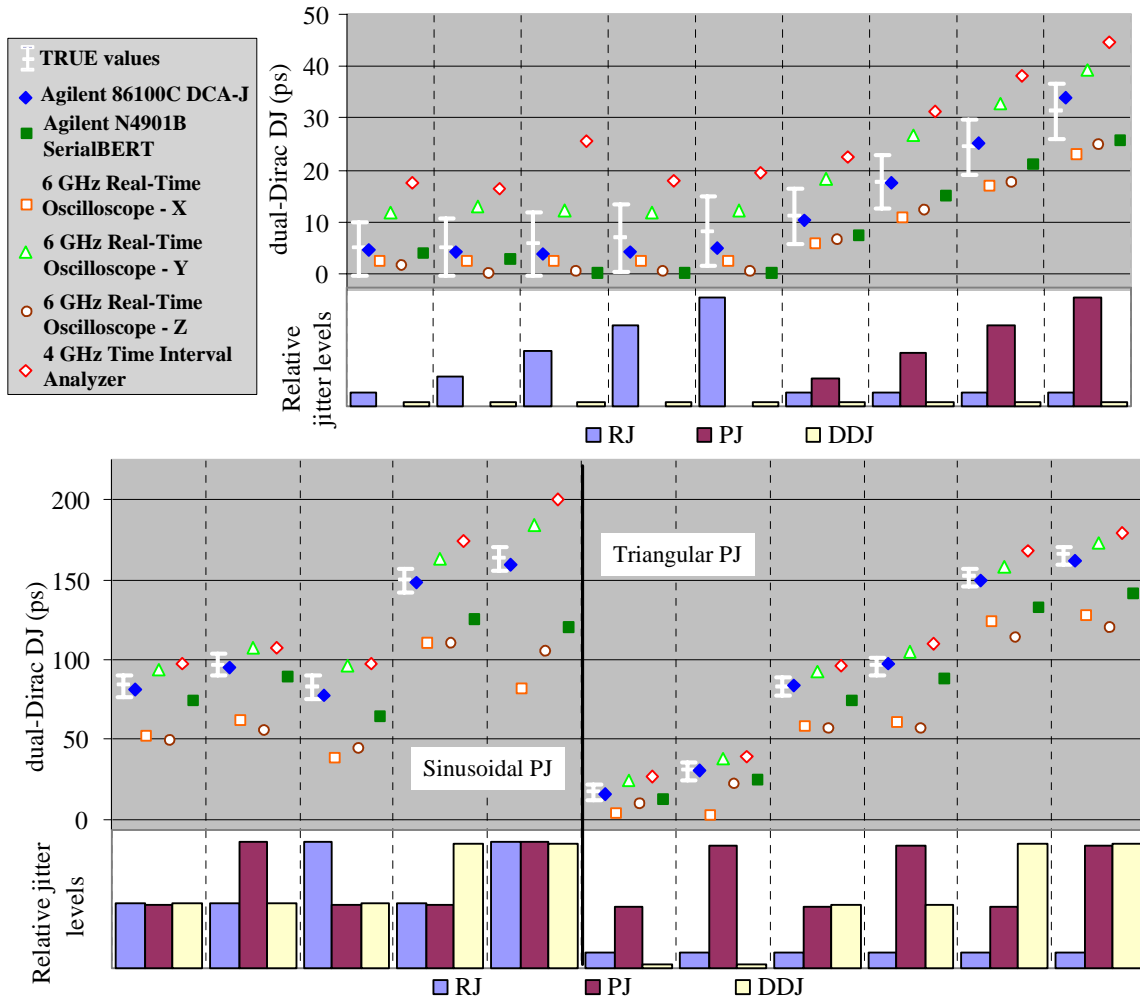 TRUE values
Agilent 86100C DCA-J
Agilent N4901B
SerialBERT
6 GHz Real-Time
Oscilloscope - X
6 GHz Real-Time
Oscilloscope - Y
6 GHz Real-Time
Oscilloscope - Z
4 GHz Time Interval
Analyzer
dual-Dirac DJ (ps)
50
40
30
20
10
0
Relative
jitter levels
RJ PJ DDJ
dual-Dirac DJ (ps)
200
150
100
50
0
Sinusoidal PJ
Triangular PJ
Relative jitter
levels
RJ PJ DDJ